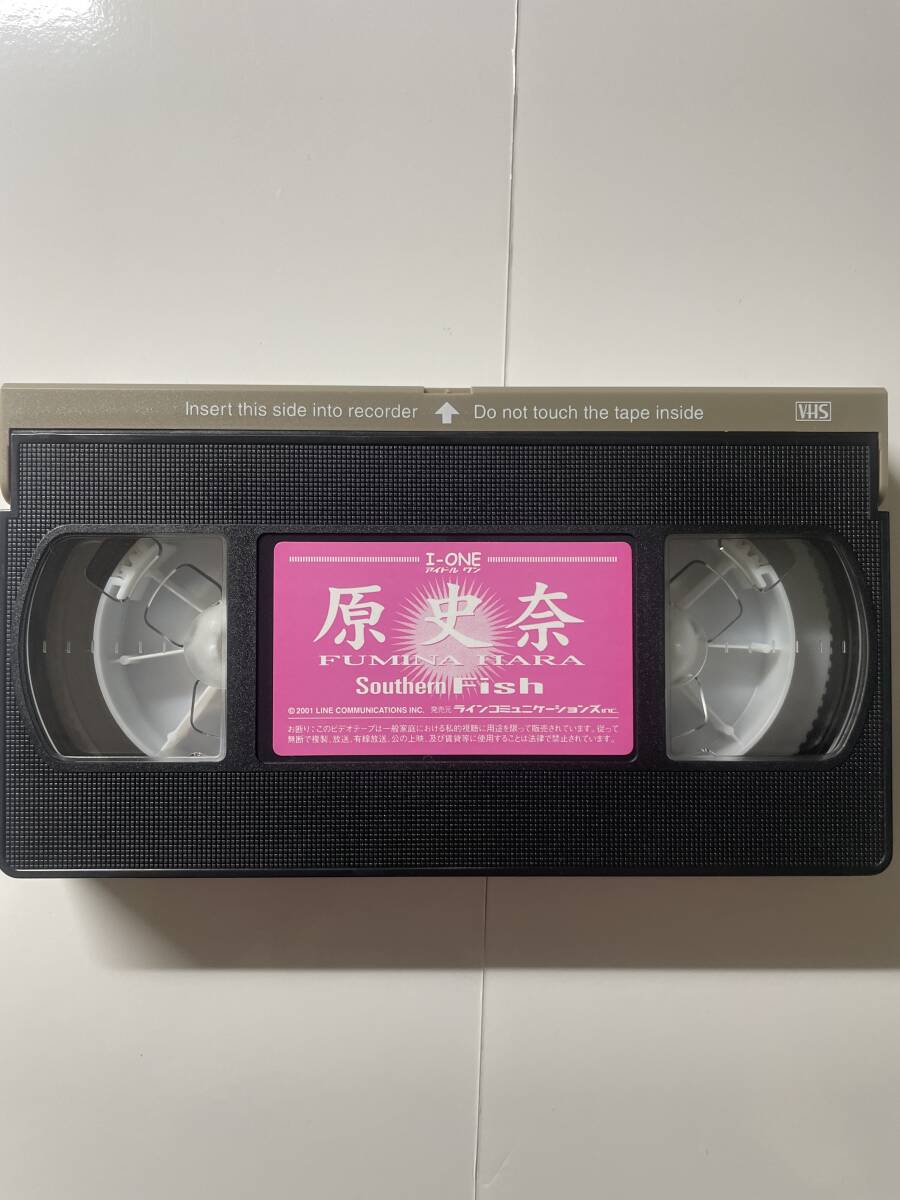 Insert this side into recorder Do not touch the tape inside VHS
I-ONE
アイドル ワン
原史奈
FUMINA HARA
Southern Fish
© 2001 LINE COMMUNICATIONS INC. 発売元 ラインコミュニケーションズinc.
お断り:このビデオテープは一般家庭における私的視聴に用途を限って販売されています。従って
無断で複製、放送、有線放送、公の上映、及び賃貸等に使用することは法律で禁止されています。